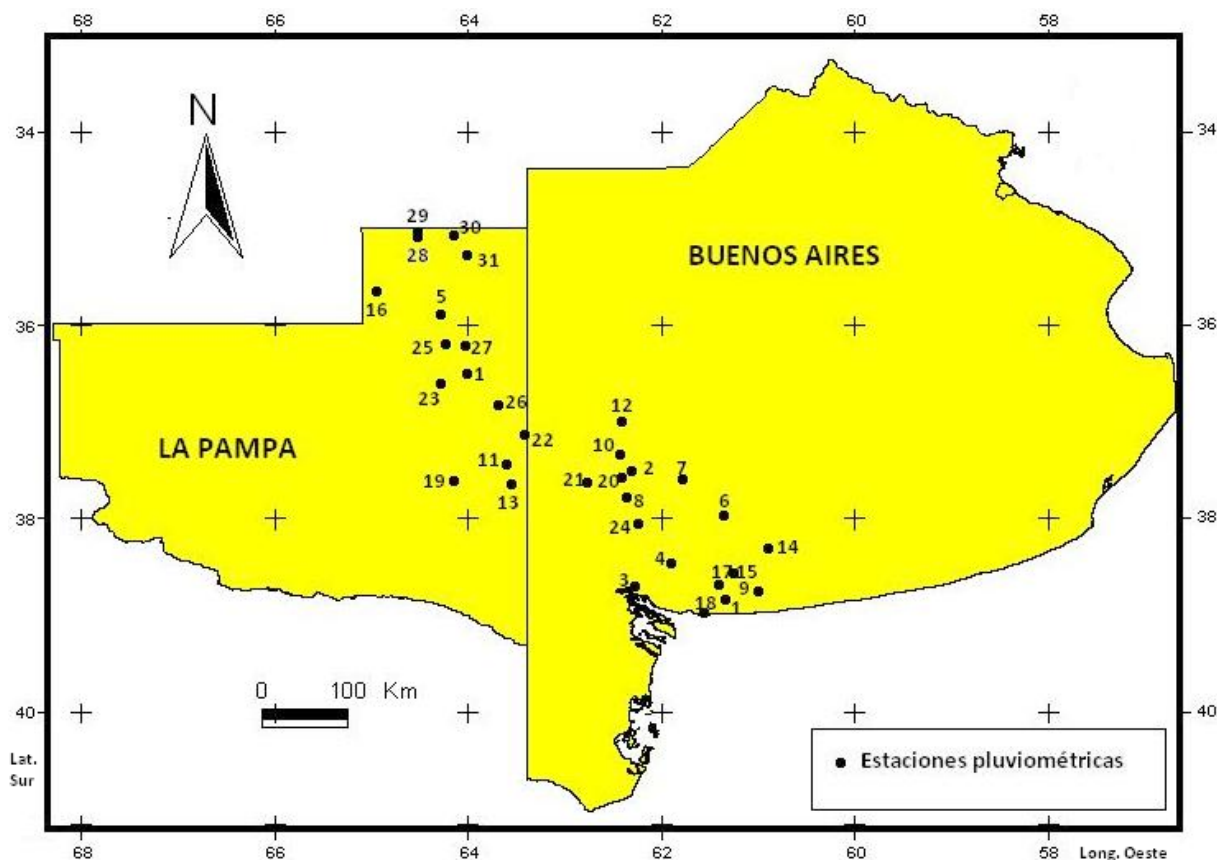 68 66 64 62 60 58
N
34 34
29 30
28 31
BUENOS AIRES
5
16
36 36
25 27
1
23
26 12
LA PAMPA
22
10
11 2 7
19 21 20
13 8 6
38 38
24 14
4
17 15
3 9
18 1
0 100 Km
40 40
Lat.
Sur
Estaciones pluviométricas
68 66 64 62 60 58 Long. Oeste